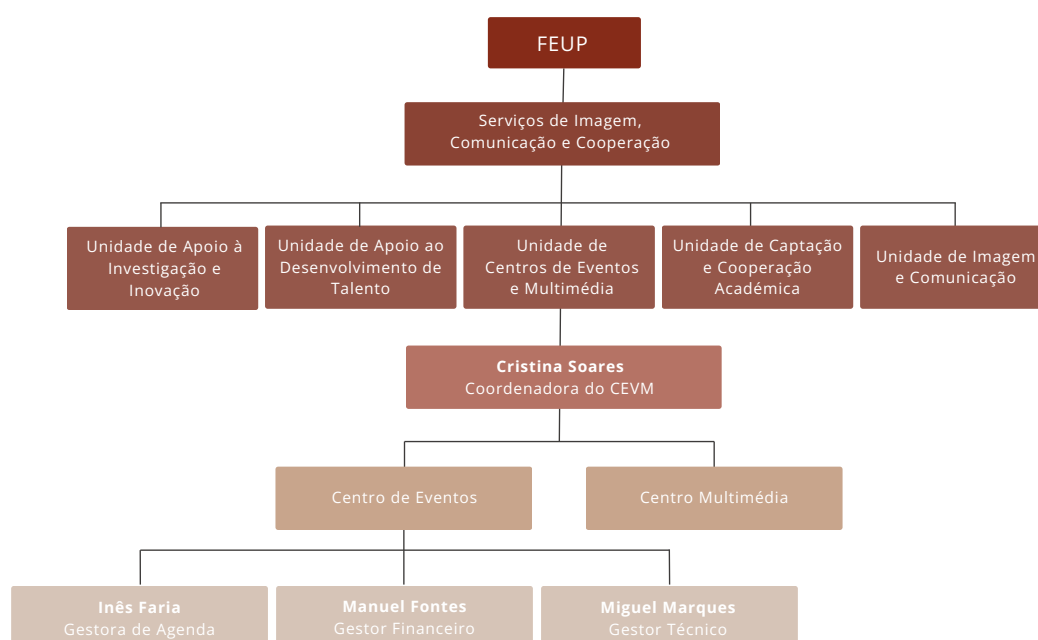 FEUP
Serviços de Imagem,
Comunicação e Cooperação
Unidade de Apoio à
Investigação e
Inovação
Unidade de Apoio ao
Desenvolvimento de
Talento
Unidade de
Centros de Eventos
e Multimédia
Unidade de Captação
e Cooperação
Académica
Unidade de Imagem
e Comunicação
Cristina Soares
Coordenadora do CEVM
Centro de Eventos
Centro Multimédia
Inês Faria
Gestora de Agenda
Manuel Fontes
Gestor Financeiro
Miguel Marques
Gestor Técnico